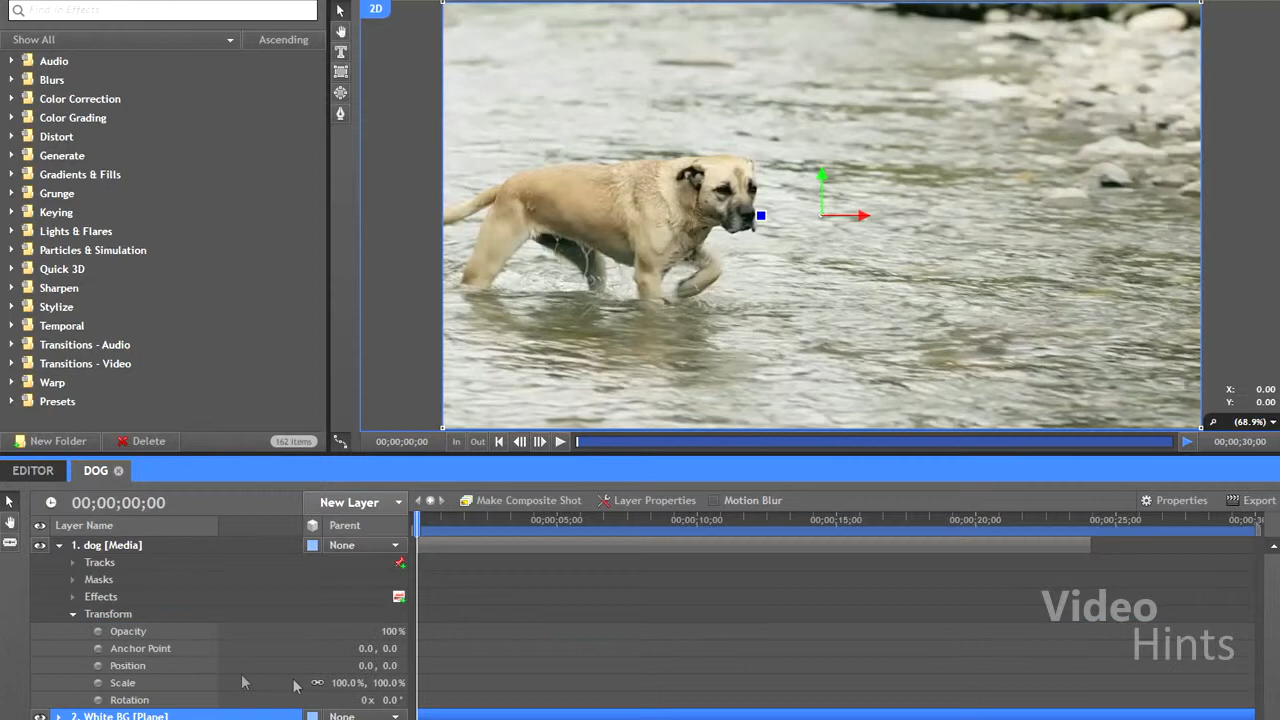 Find in Effects
2D
Show All
Ascending
Audio
Blurs
Color Correction
Color Grading
Distort
Generate
Gradients & Fills
Grunge
Keying
Lights & Flares
Particles & Simulation
Quick 3D
Sharpen
Stylize
Temporal
Transitions - Audio
Transitions - Video
Warp
Presets
X: 0.00
Y: 0.00
(68.9%)
New Folder
Delete
162 items
00;00;00;00
In
Out
00;00;30;00
EDITOR
DOG
00;00;00;00
New Layer
Make Composite Shot
Layer Properties
Motion Blur
Properties
Export
Layer Name
Parent
00;00;05;00
00;00;10;00
00;00;15;00
00;00;20;00
00;00;25;00
1. dog [Media]
None
Tracks
Masks
Effects
Transform
Opacity
100%
Anchor Point
0.0, 0.0
Position
0.0, 0.0
Scale
100.0%, 100.0%
Rotation
0x 0.0°
2. White BG [Plane]
None
Video
Hints